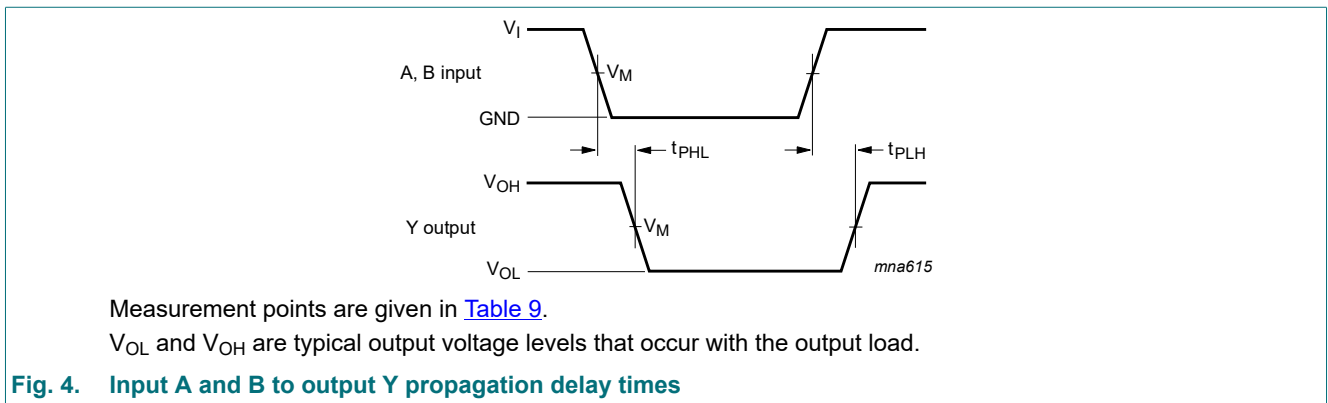 VI
A, B input
VM
GND
tPHL
tPLH
VOH
Y output
VM
VOL
mna615
Measurement points are given in Table 9.
VOL and VOH are typical output voltage levels that occur with the output load.
Fig. 4. Input A and B to output Y propagation delay times